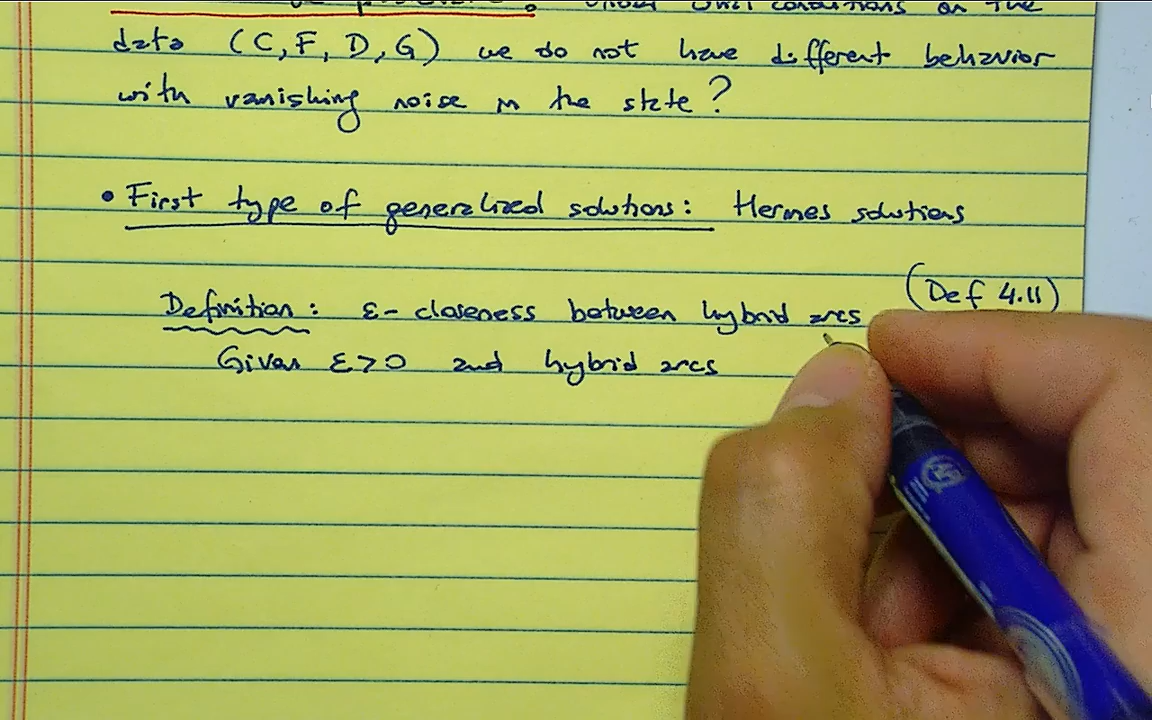 data (C, F, D, G) we do not have different behavior
with vanishing noise in the state?
• First type of generalized solutions: Hermes solutions
Definition: ε-closeness between hybrid arcs (Def 4.11)
Given ε>0 and hybrid arcs